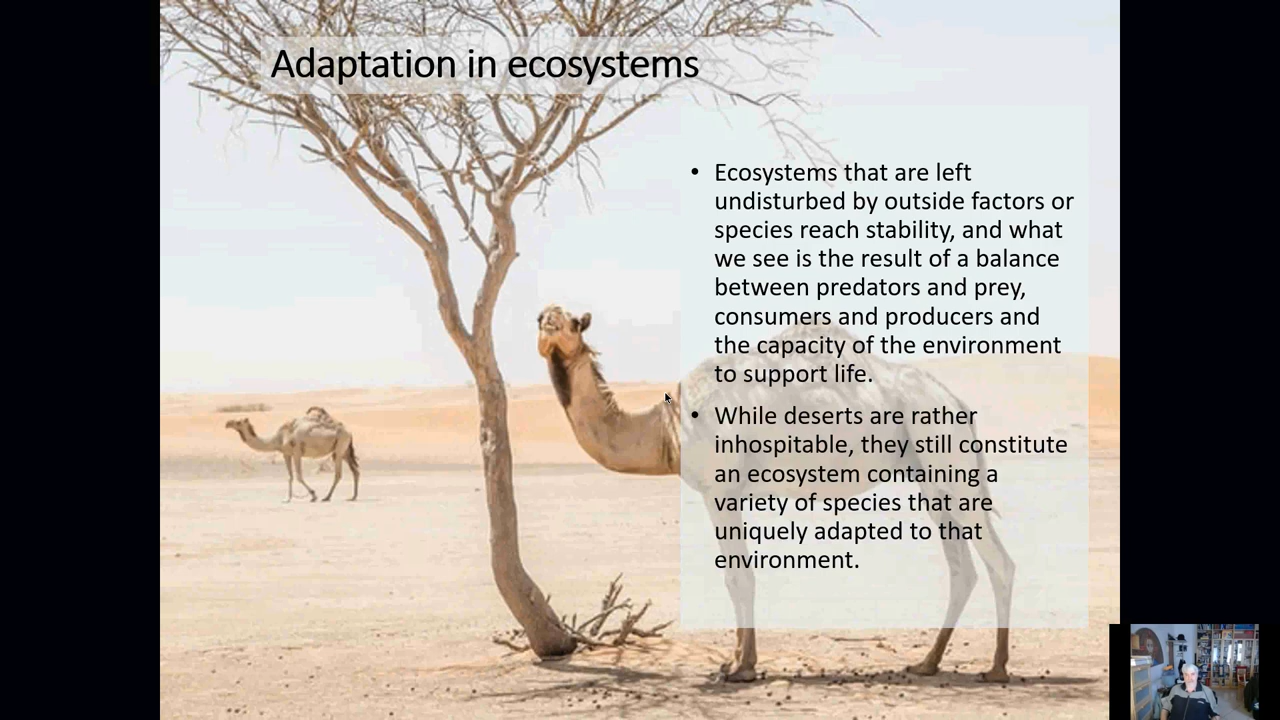 Adaptation in ecosystems
• Ecosystems that are left
undisturbed by outside factors or
species reach stability, and what
we see is the result of a balance
between predators and prey,
consumers and producers and
the capacity of the environment
to support life.
• While deserts are rather
inhospitable, they still constitute
an ecosystem containing a
variety of species that are
uniquely adapted to that
environment.